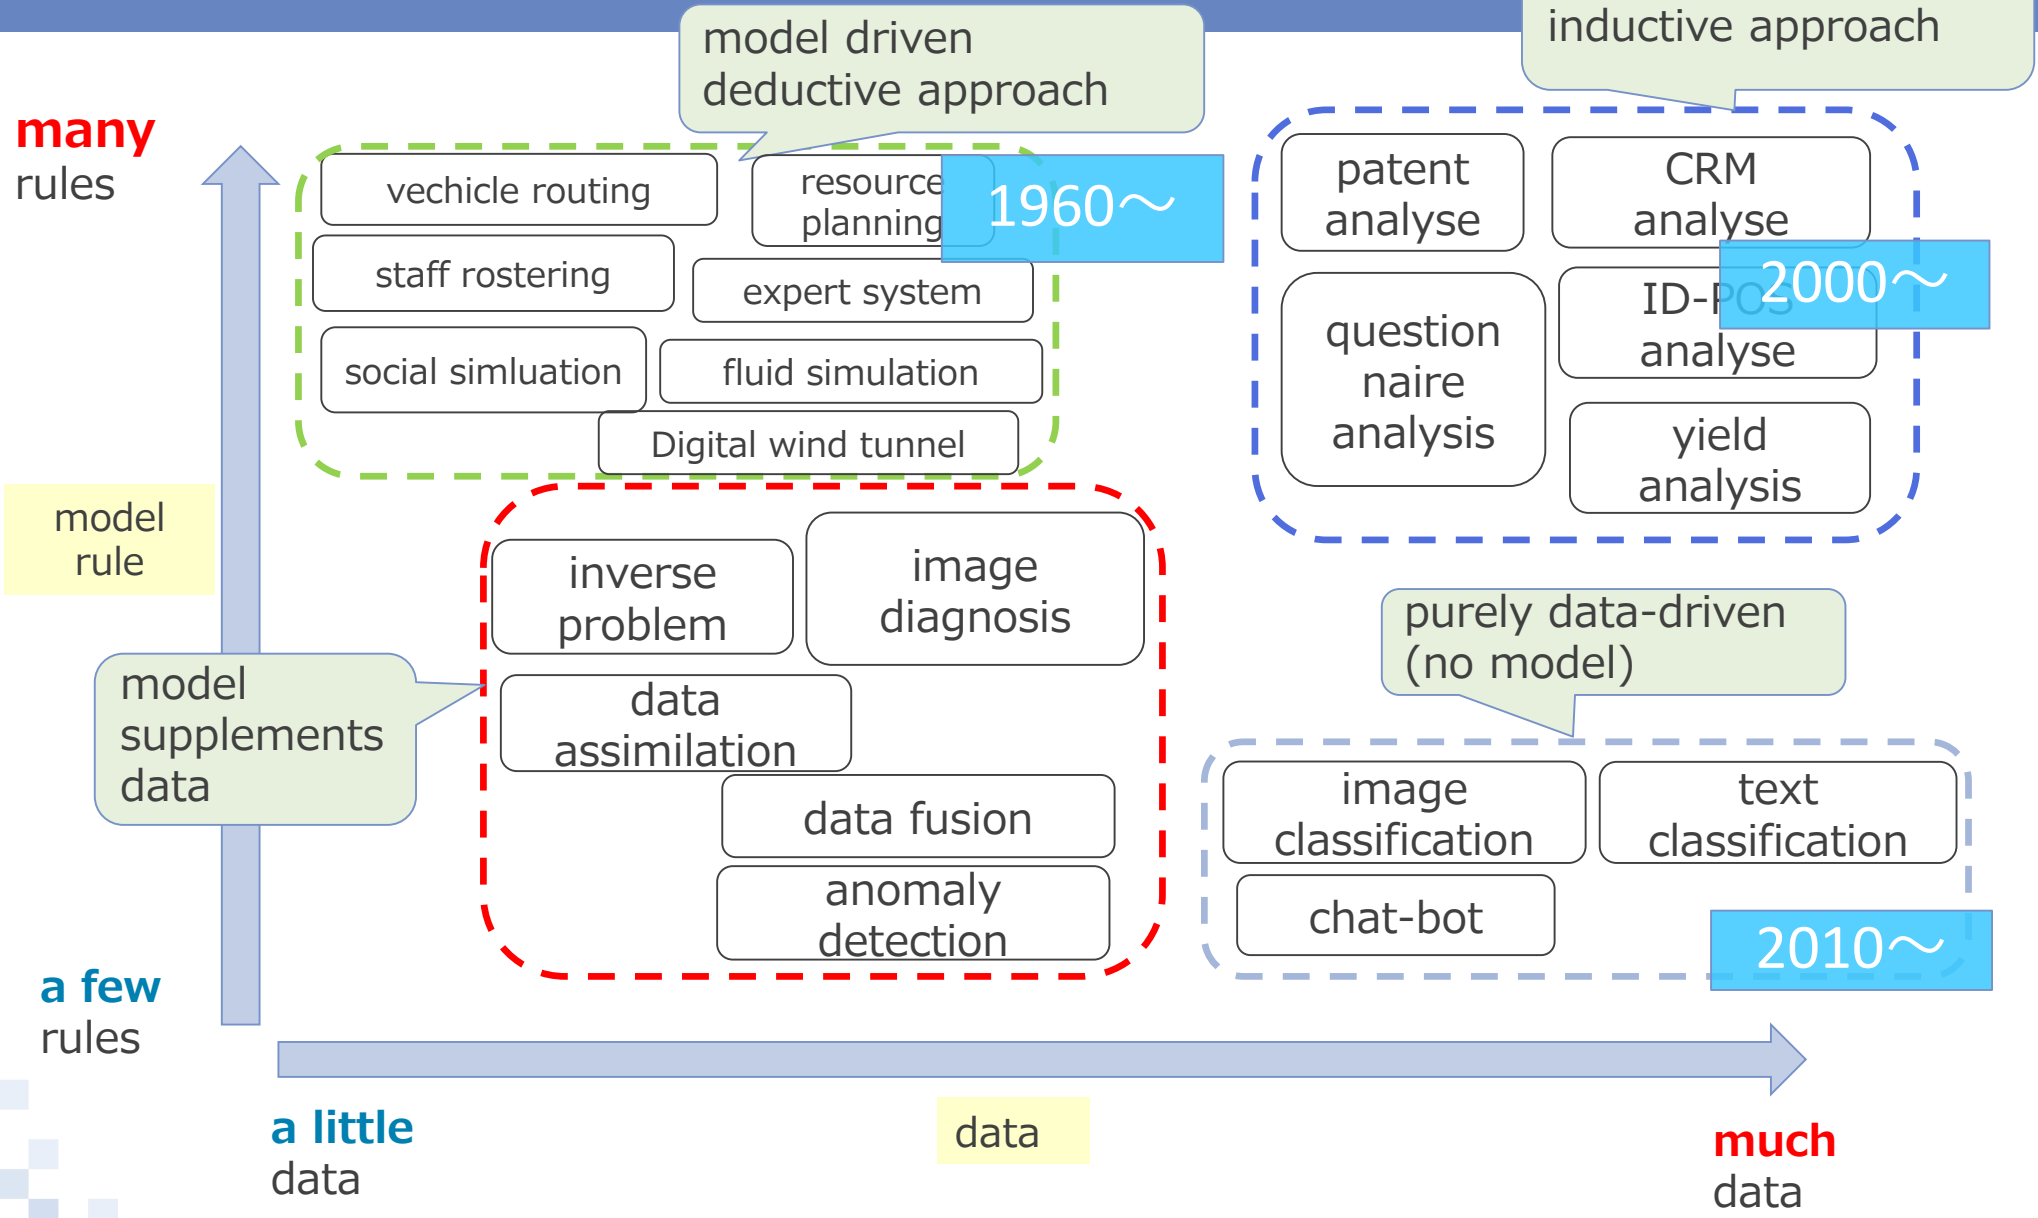 model driven
deductive approach
inductive approach
many
rules
vechicle routing
resource
planning
1960～
staff rostering
expert system
social simluation
fluid simulation
Digital wind tunnel
patent
analyse
CRM
analyse
2000～
question
naire
analysis
ID-POS
analyse
yield
analysis
model
rule
inverse
problem
image
diagnosis
data
assimilation
data fusion
anomaly
detection
model
supplements
data
purely data-driven
(no model)
image
classification
text
classification
chat-bot
2010～
a few
rules
a little
data
data
much
data